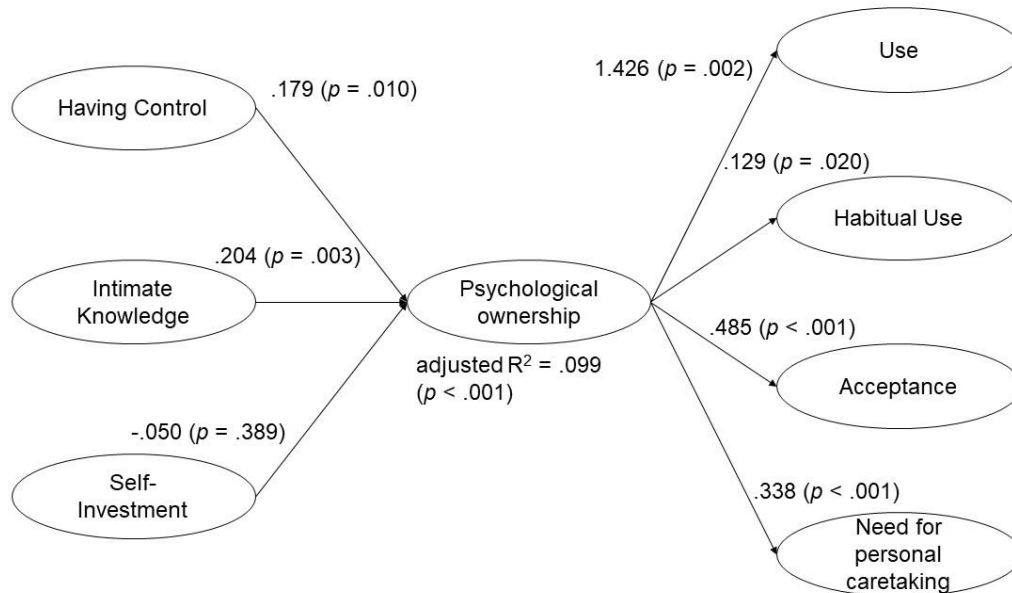 Having Control
.179 (p = .010)
Intimate
Knowledge
.204 (p = .003)
Self-
Investment
-.050 (p = .389)
Psychological
ownership
adjusted R² = .099
(p < .001)
1.426 (p = .002)
Use
.129 (p = .020)
Habitual Use
.485 (p < .001)
Acceptance
.338 (p < .001)
Need for
personal
caretaking